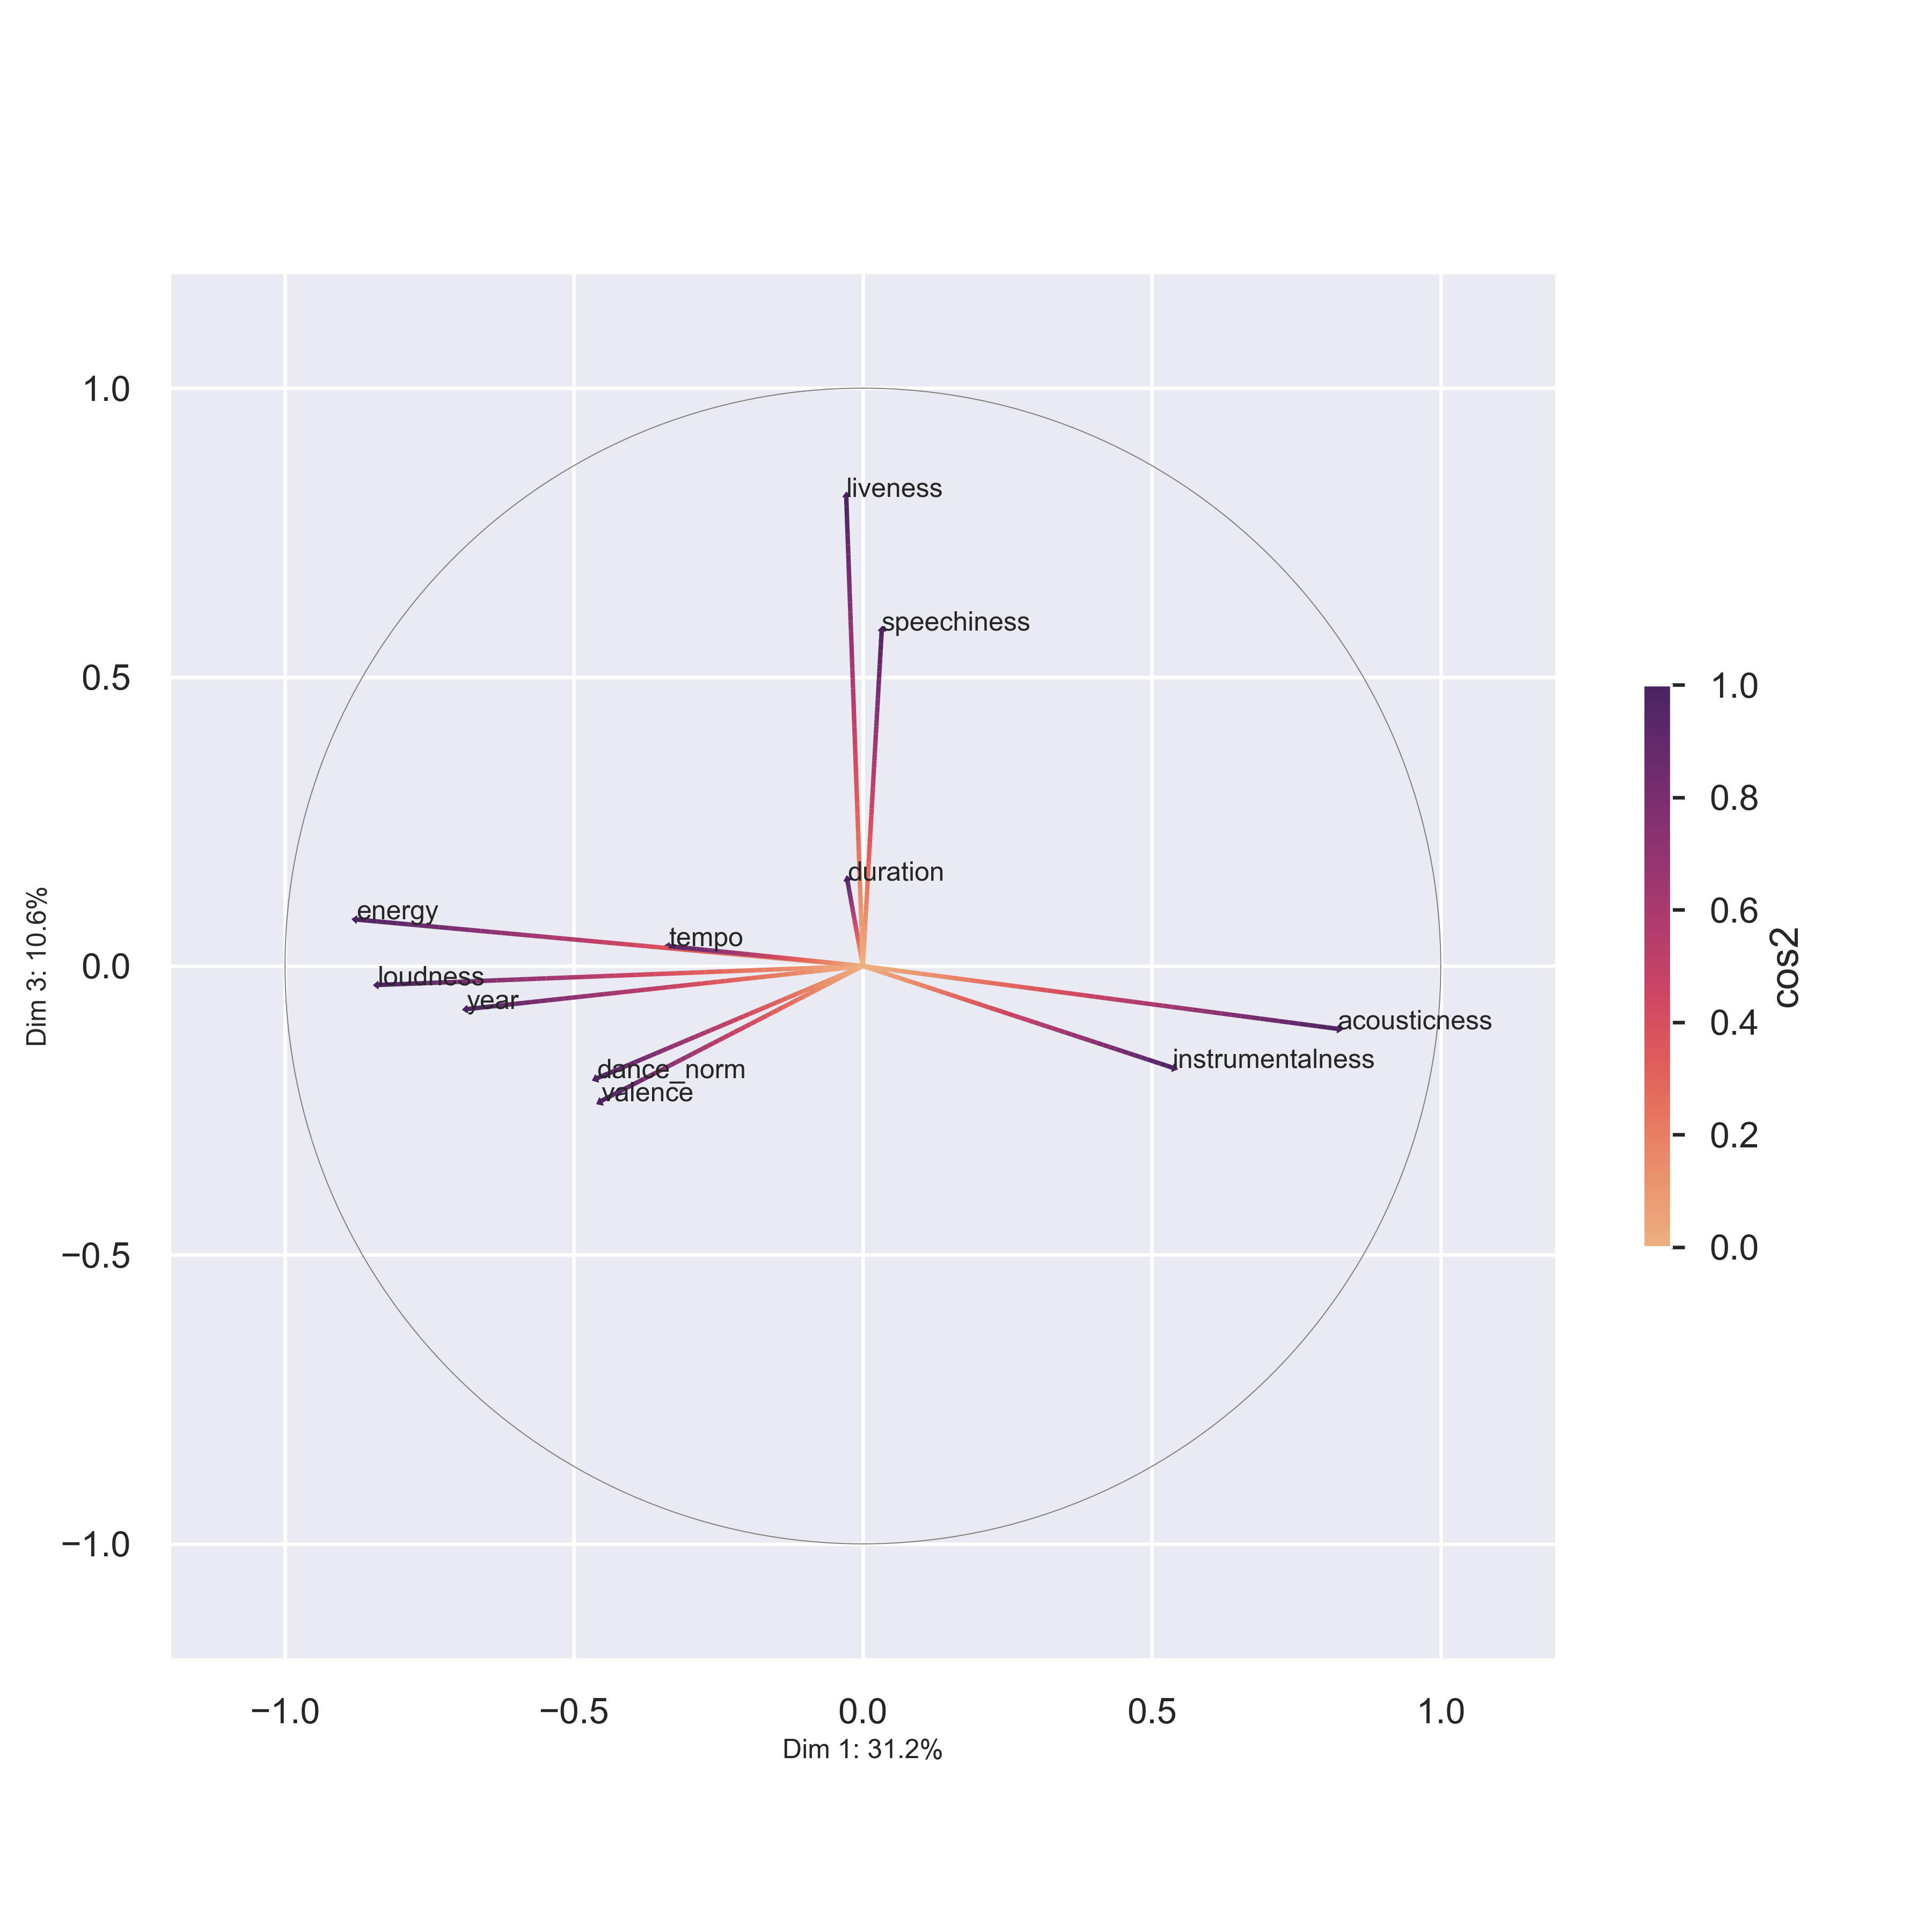 1.0
0.5
0.0
−0.5
−1.0
Dim 3: 10.6%
liveness
speechiness
duration
energy
tempo
loudness
year
acousticness
instrumentalness
dance_norm
valence
−1.0
−0.5
0.0
0.5
1.0
Dim 1: 31.2%
1.0
0.8
0.6
0.4
0.2
0.0
cos2